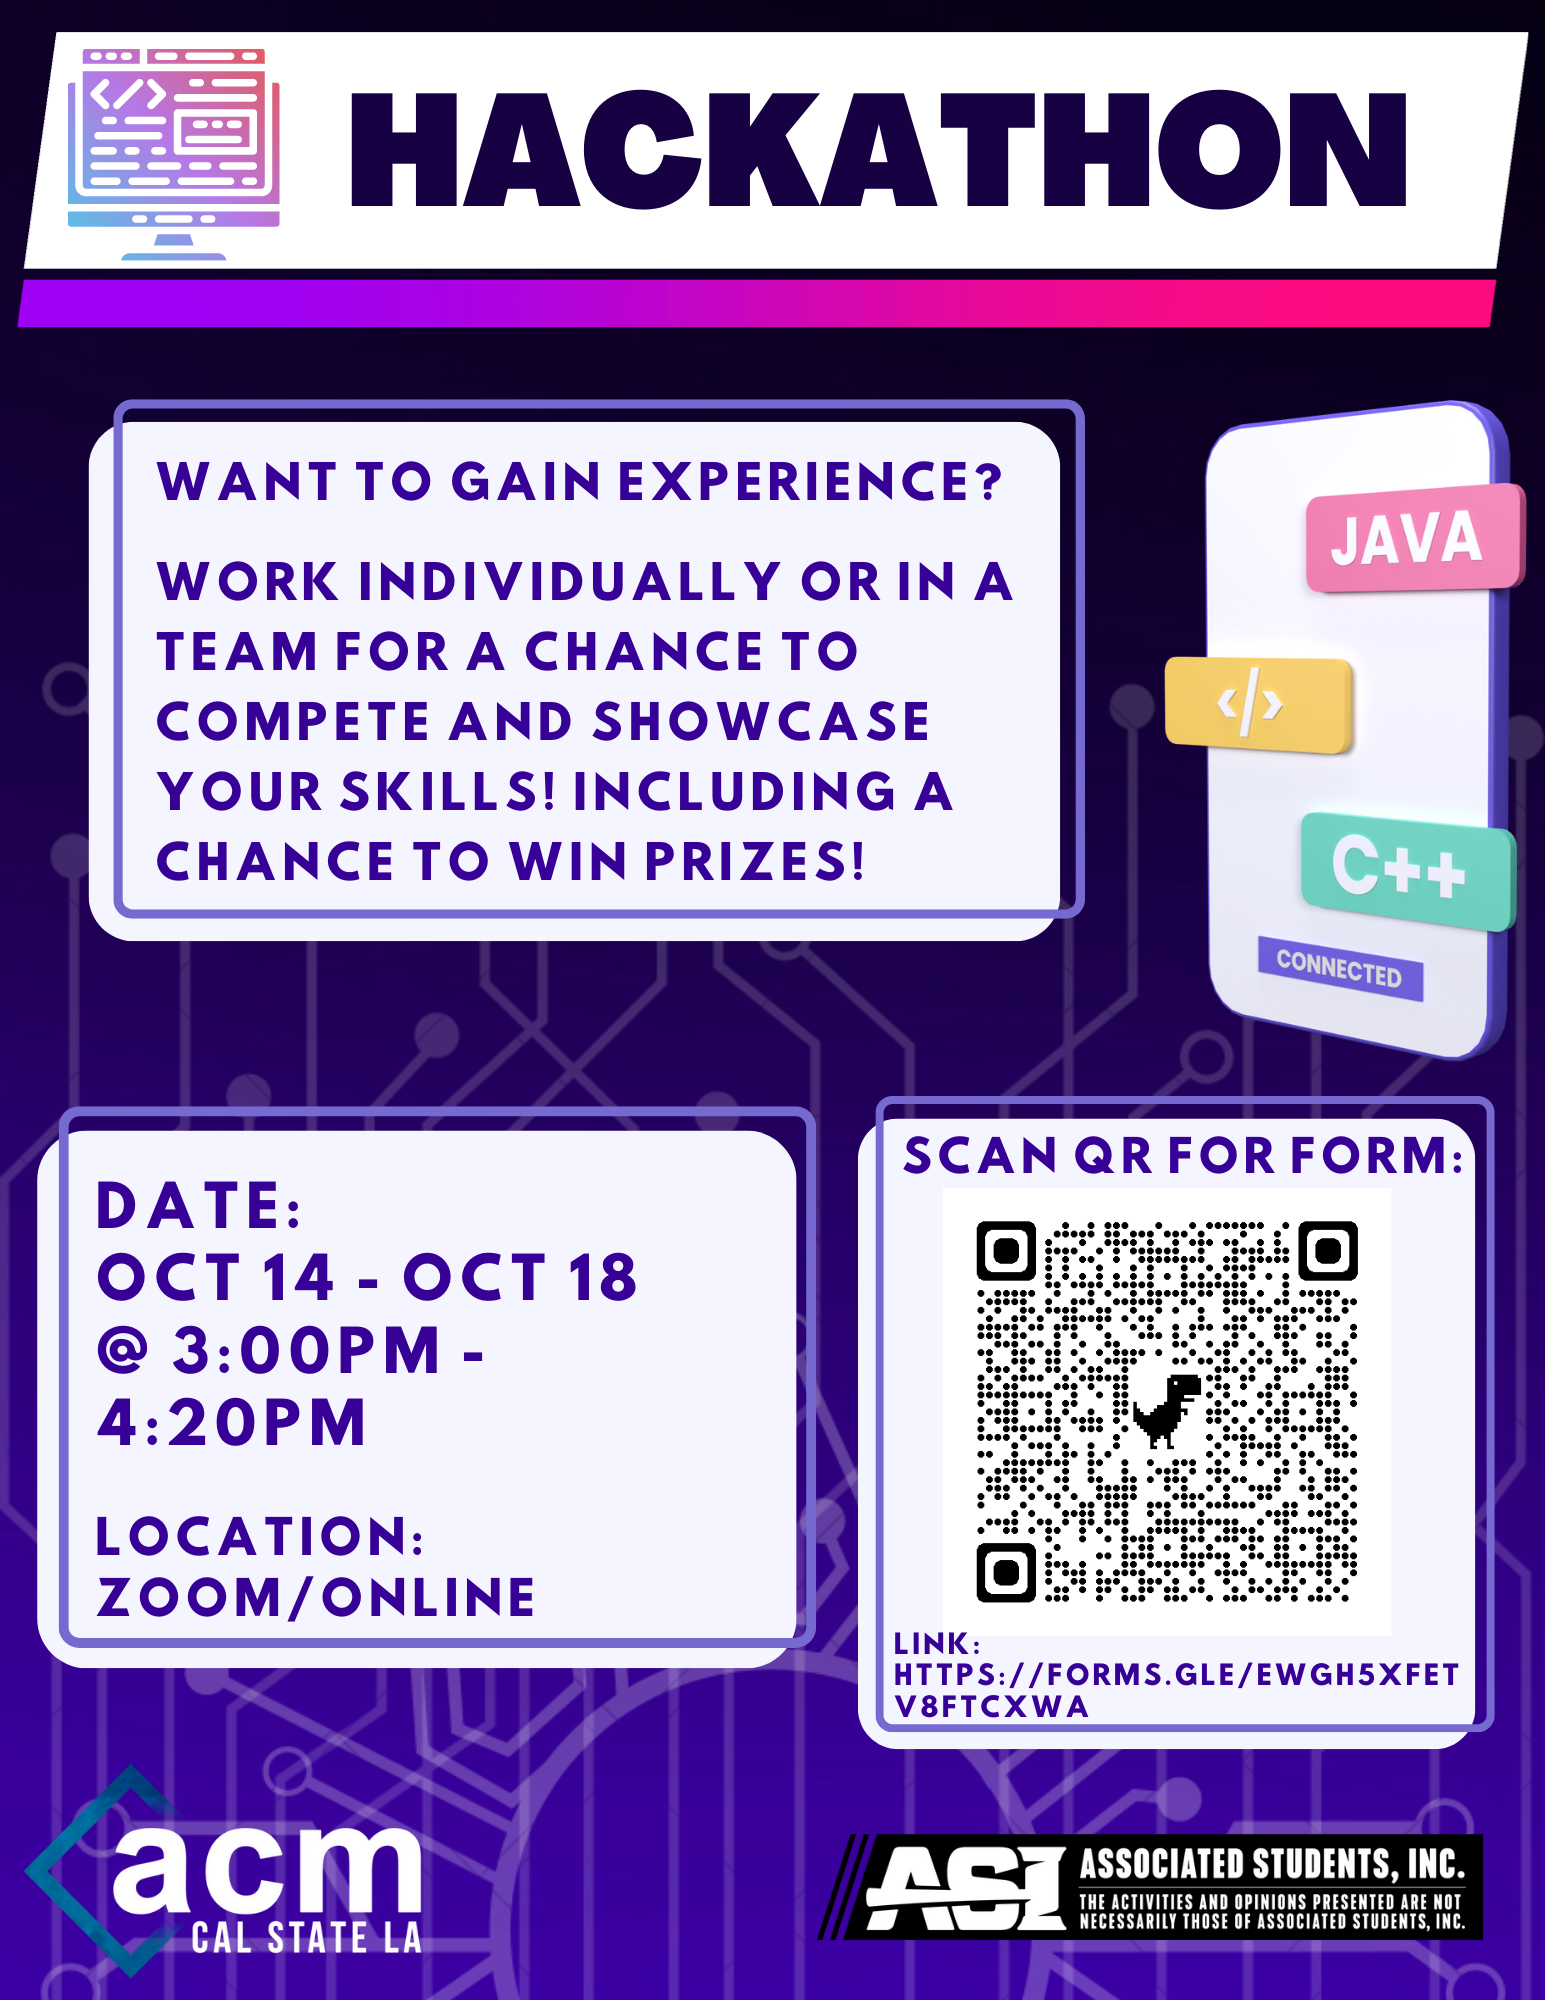 HACKATHON
WANT TO GAIN EXPERIENCE?
WORK INDIVIDUALLY OR IN A
TEAM FOR A CHANCE TO
COMPETE AND SHOWCASE
YOUR SKILLS! INCLUDING A
CHANCE TO WIN PRIZES!
JAVA
</>
C++
CONNECTED
DATE:
OCT 14 - OCT 18
@ 3:00PM -
4:20PM
LOCATION:
ZOOM/ONLINE
SCAN QR FOR FORM:
LINK:
HTTPS://FORMS.GLE/EWGH5XFET
V8FTCXWA
acm
CAL STATE LA
ASI
ASSOCIATED STUDENTS, INC.
THE ACTIVITIES AND OPINIONS PRESENTED ARE NOT
NECESSARILY THOSE OF ASSOCIATED STUDENTS, INC.